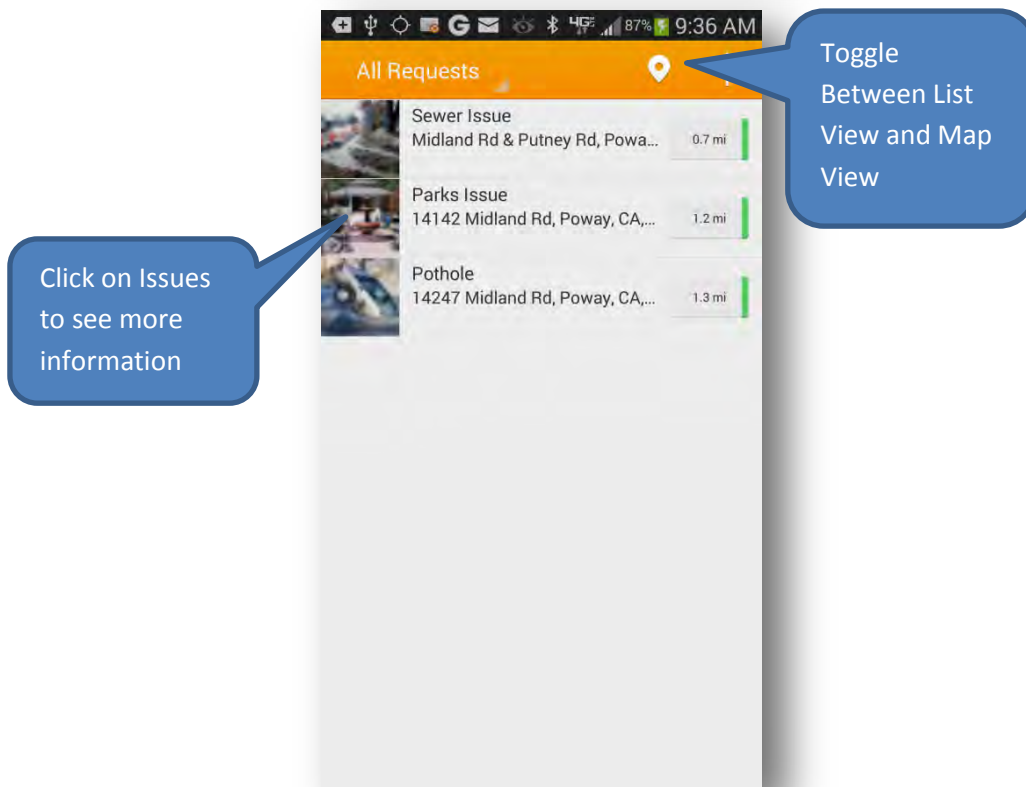 4G 87% 9:36 AM
All Requests
Toggle
Between List
View and Map
View
Sewer Issue
Midland Rd & Putney Rd, Powa...
0.7 mi
Parks Issue
14142 Midland Rd, Poway, CA,...
1.2 mi
Click on Issues
to see more
information
Pothole
14247 Midland Rd, Poway, CA,...
1.3 mi